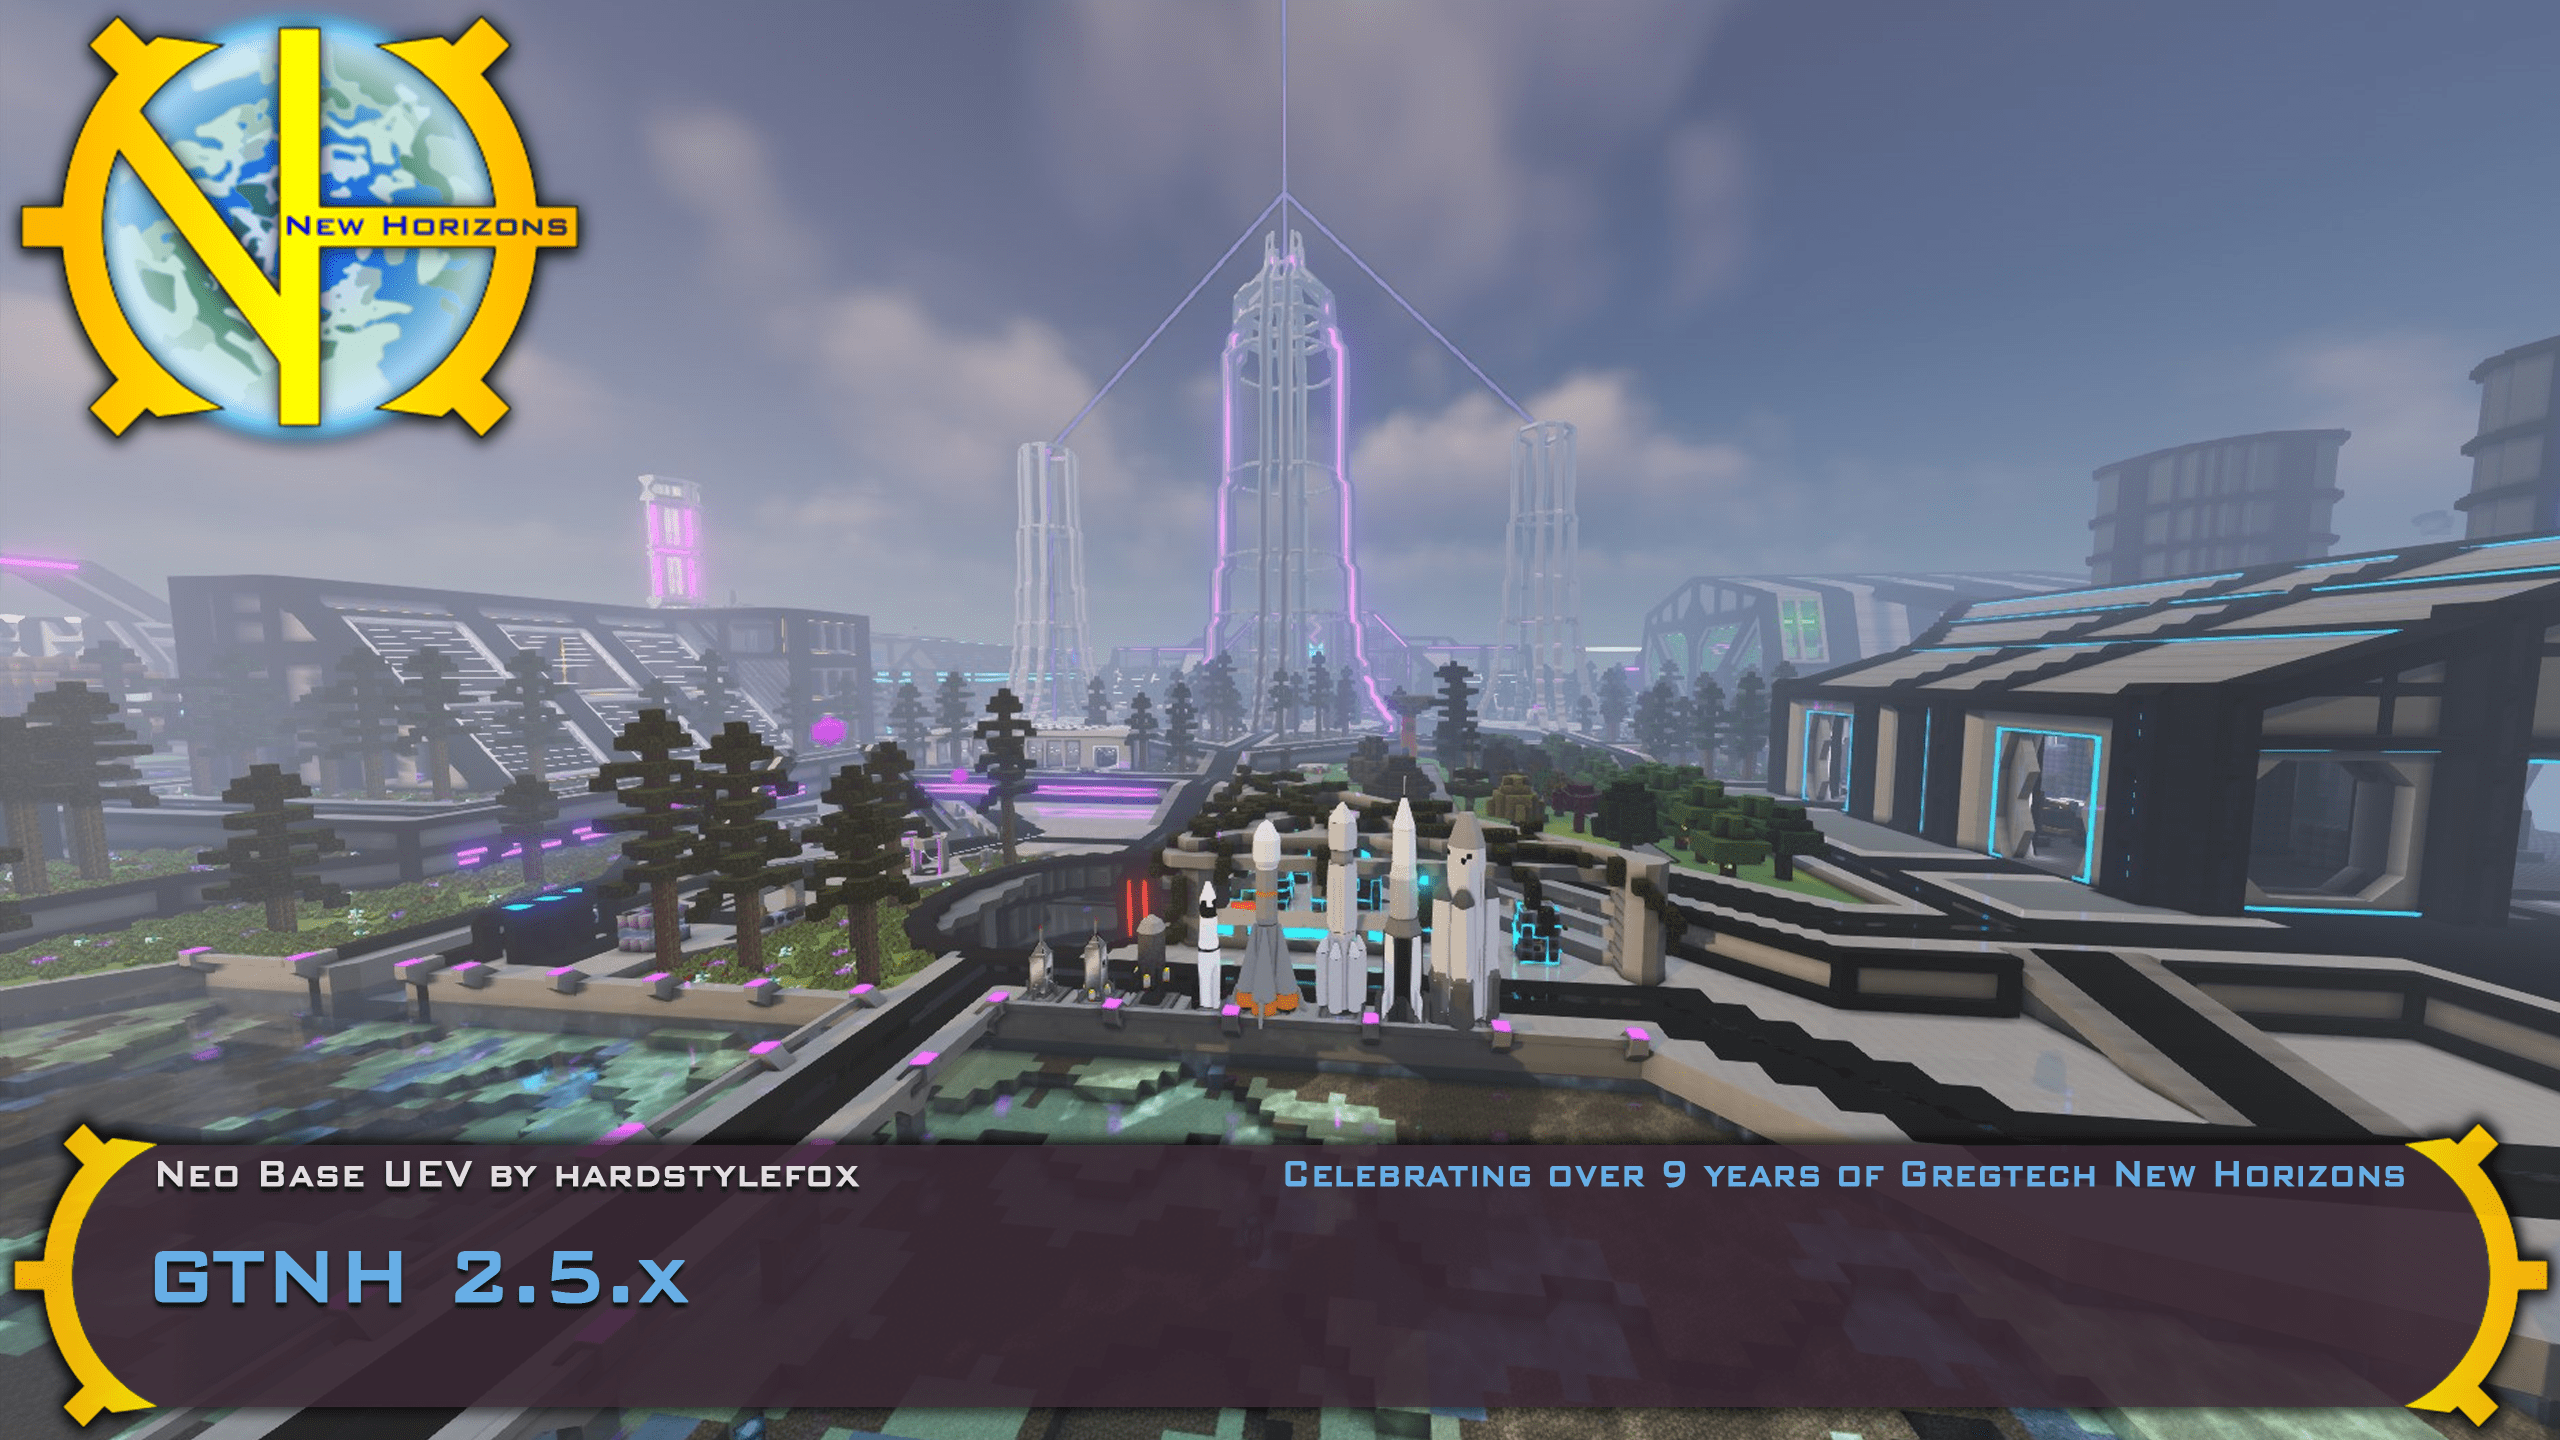 New Horizons
Neo Base UEV by hardstylefox
Celebrating over 9 years of Gregtech New Horizons
GTNH 2.5.x